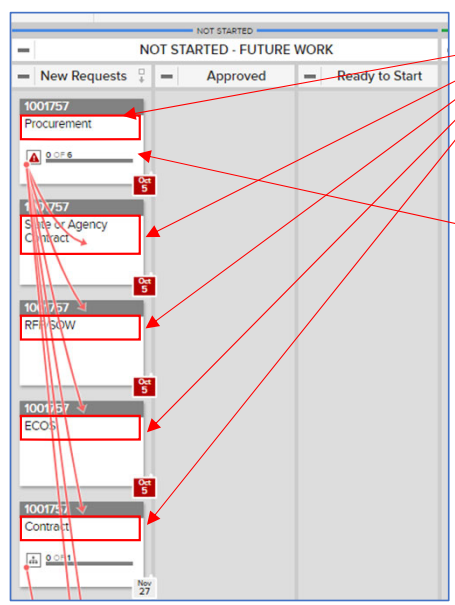 NOT STARTED
NOT STARTED - FUTURE WORK
New Requests
Approved
Ready to Start
1001757
Procurement
0 OF 6
Oct
5
1001757
State or Agency
Contract
Oct
5
1001757
RFP/SOW
Oct
5
1001757
ECOS
Oct
5
1001757
Contract
0 OF 1
Nov
27